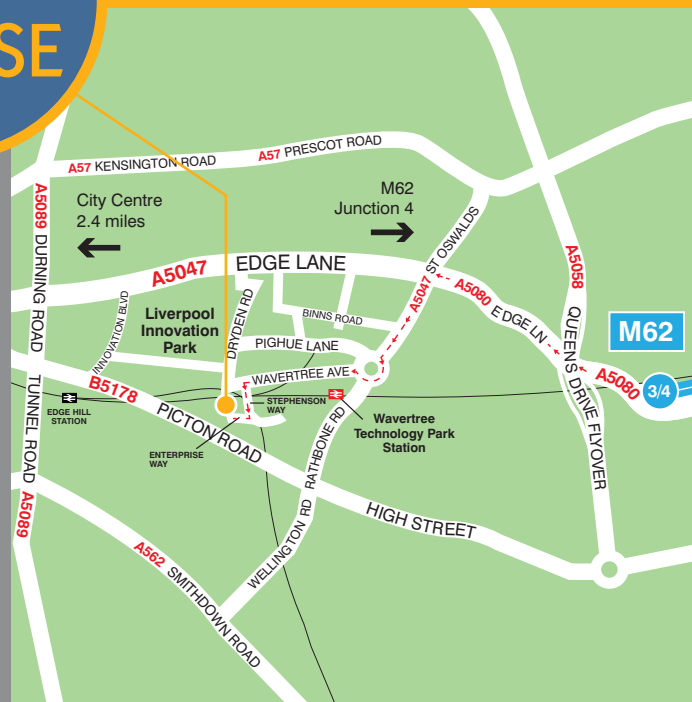 SE
A57 KENSINGTON ROAD
A57 PRESCOT ROAD
City Centre
2.4 miles
M62
Junction 4
A5089 DURNING ROAD
A5047
EDGE LANE
A5047 ST OSWALDS
A5080
EDGE LN
A5058
QUEENS DRIVE FLYOVER
M62
A5080
3/4
INNOVATION BLVD
Liverpool
Innovation
Park
DRYDEN RD
BINNS ROAD
PIGHUE LANE
WAVERTREE AVE
STEPHENSON
WAY
EDGE HILL
STATION
B5178
PICTON ROAD
ENTERPRISE
WAY
RATHBONE RD
Wavertree
Technology Park
Station
TUNNEL ROAD
A5089
HIGH STREET
WELLINGTON RD
A562
SMITHDOWN ROAD